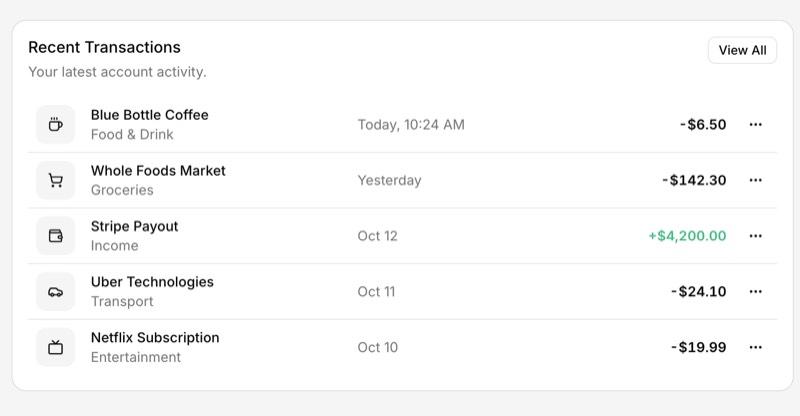 Recent Transactions
View All
Your latest account activity.
Blue Bottle Coffee
Food & Drink
Today, 10:24 AM
-$6.50
Whole Foods Market
Groceries
Yesterday
-$142.30
Stripe Payout
Income
Oct 12
+$4,200.00
Uber Technologies
Transport
Oct 11
-$24.10
Netflix Subscription
Entertainment
Oct 10
-$19.99